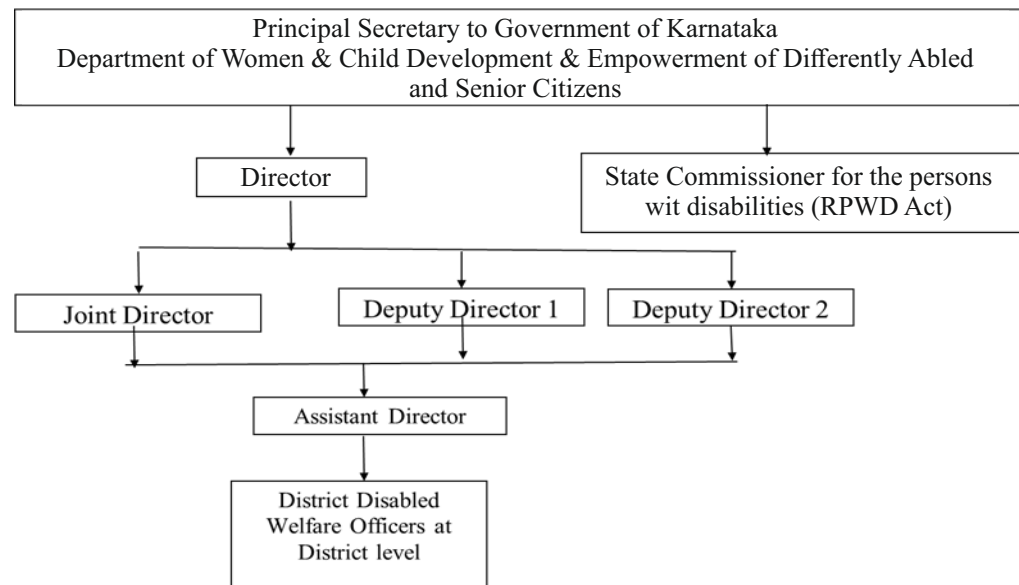 Principal Secretary to Government of Karnataka
Department of Women & Child Development & Empowerment of Differently Abled
and Senior Citizens
Director
State Commissioner for the persons
wit disabilities (RPWD Act)
Joint Director
Deputy Director 1
Deputy Director 2
Assistant Director
District Disabled
Welfare Officers at
District level